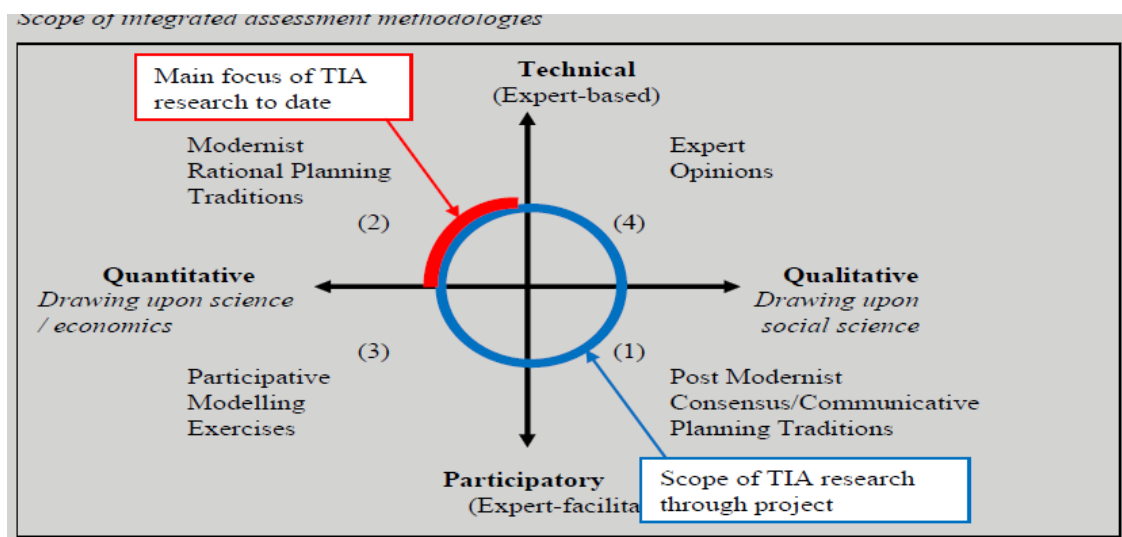 Scope of integrated assessment methodologies
Main focus of TIA
research to date
Technical
(Expert-based)
Modernist
Rational Planning
Traditions
Expert
Opinions
(2)
(4)
Quantitative
Drawing upon science
/ economics
Qualitative
Drawing upon
social science
(3)
(1)
Participative
Modelling
Exercises
Post Modernist
Consensus/Communicative
Planning Traditions
Participatory
(Expert-facilita
Scope of TIA research
through project